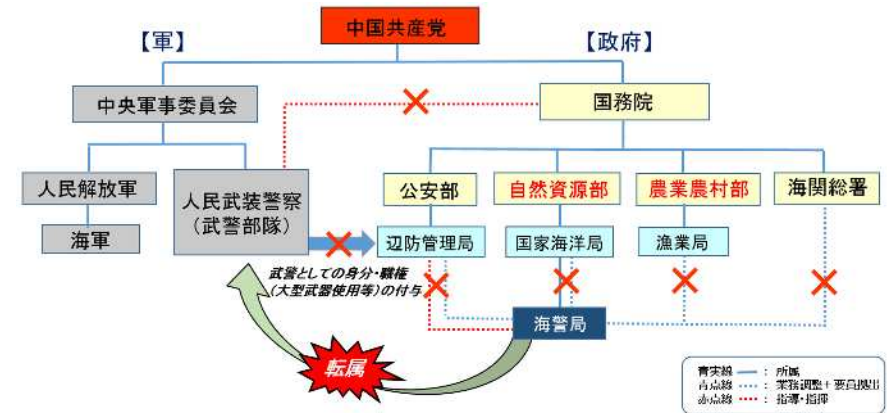 中国共産党
【軍】
【政府】
中央軍事委員会
国務院
人民解放軍
人民武装警察
(武警部隊)
公安部
自然資源部
農業農村部
海関総署
海軍
辺防管理局
国家海洋局
漁業局
武警としての身分・職権
(大型武器使用等)の付与
海警局
転属
青実線 ： 所属
青点線 ： 業務調整+要員拠出
赤点線 ： 指導・指揮